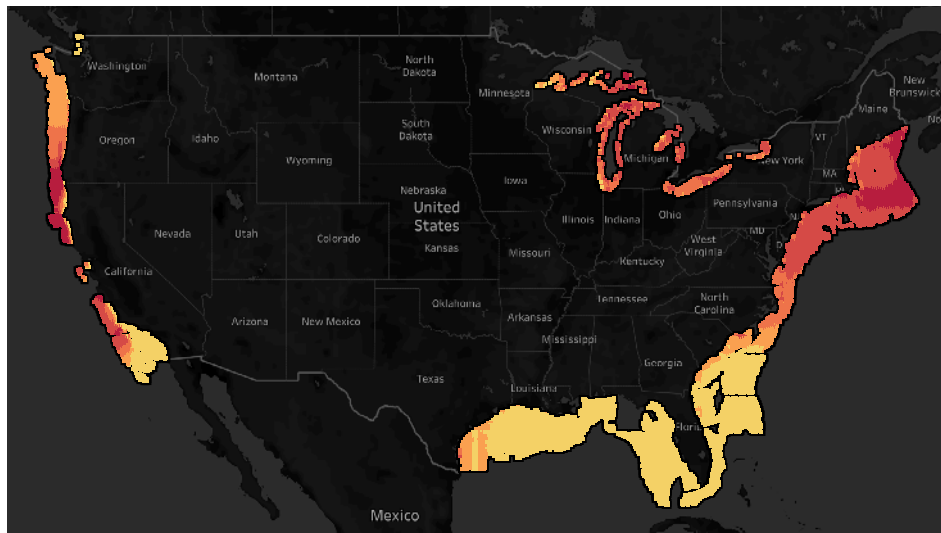 Washington
Montana
North
Dakota
Minnesota
New
Brunswick
Maine
Oregon
Idaho
South
Dakota
Wisconsin
VT
Wyoming
Michigan
New York
MA
Iowa
Nebraska
United
States
Pennsylvania
Nevada
Utah
Colorado
Kansas
Illinois
Indiana
Ohio
MD
West
Virginia
Missouri
Kentucky
California
Oklahoma
Tennessee
North
Carolina
Arizona
New Mexico
Arkansas
Mississippi
Georgia
Texas
Louisiana
Mexico